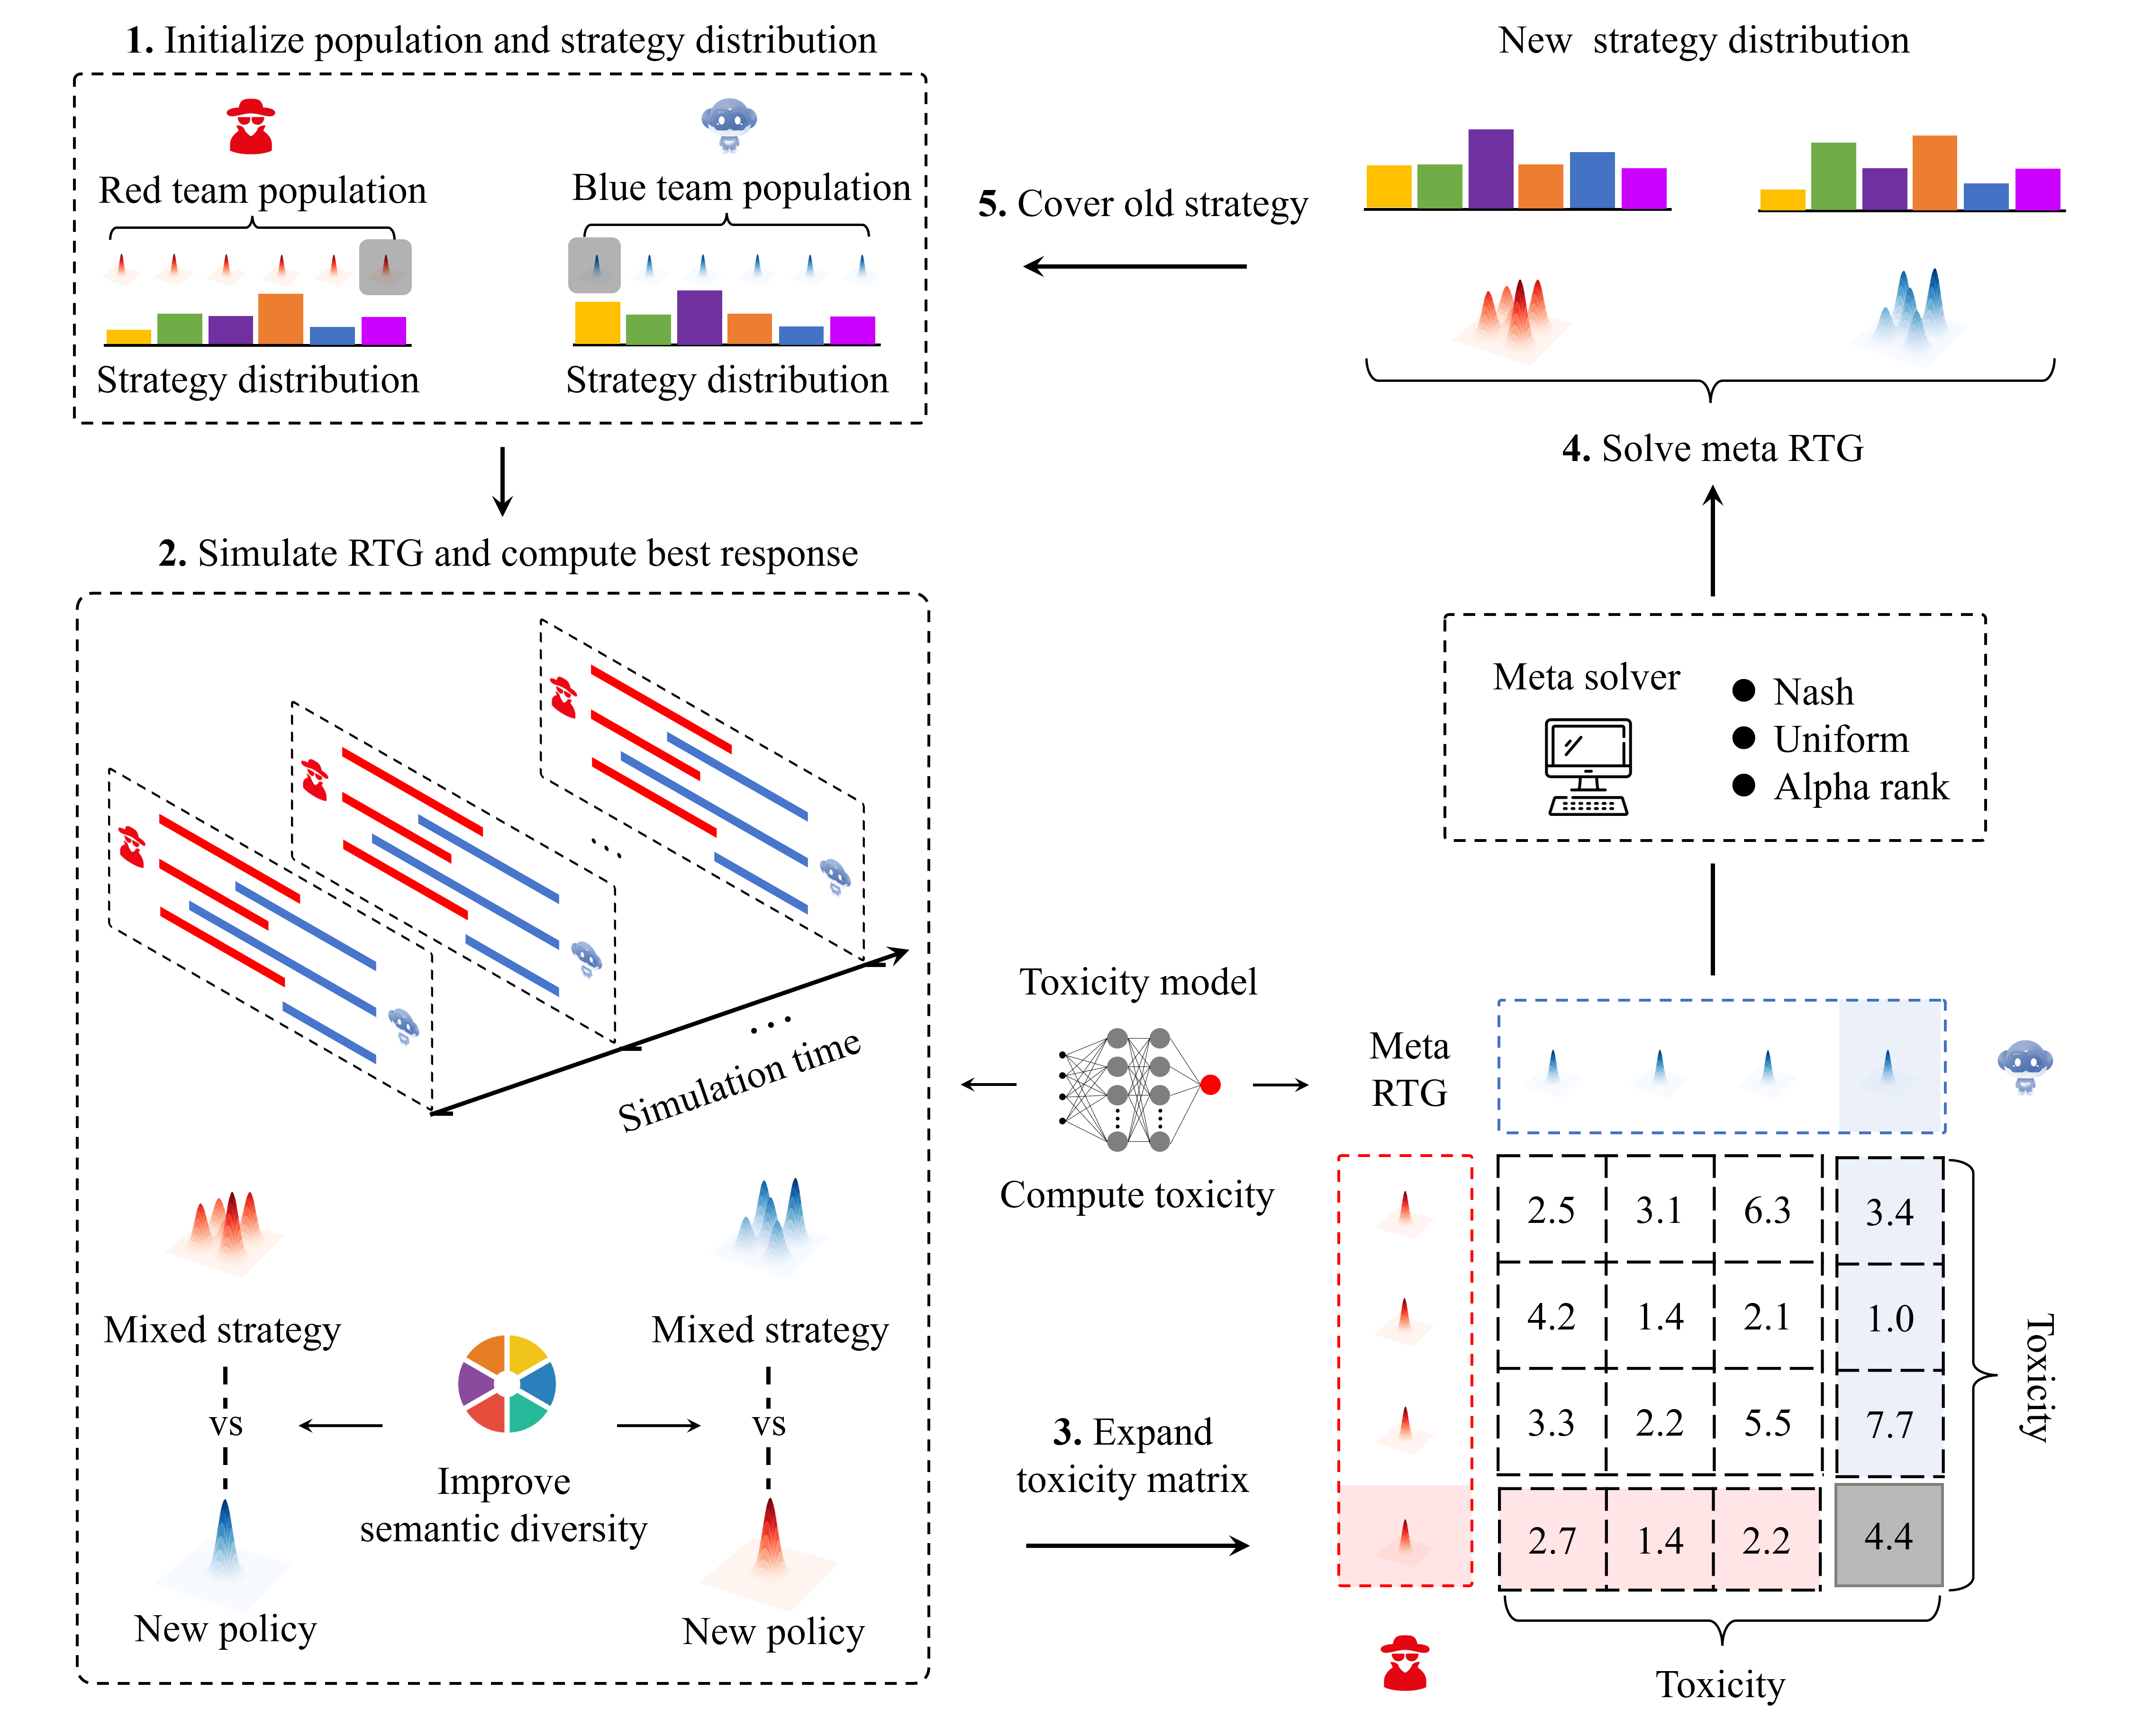 1. Initialize population and strategy distribution
Red team population
Blue team population
Strategy distribution
Strategy distribution
2. Simulate RTG and compute best response
Simulation time
Mixed strategy
Mixed strategy
vs
vs
Improve
semantic diversity
New policy
New policy
Toxicity model
Compute toxicity
3. Expand
toxicity matrix
Meta
RTG
2.5 3.1 6.3 3.4
4.2 1.4 2.1 1.0
3.3 2.2 5.5 7.7
2.7 1.4 2.2 4.4
Toxicity
Toxicity
Meta solver
Nash
Uniform
Alpha rank
4. Solve meta RTG
New strategy distribution
5. Cover old strategy